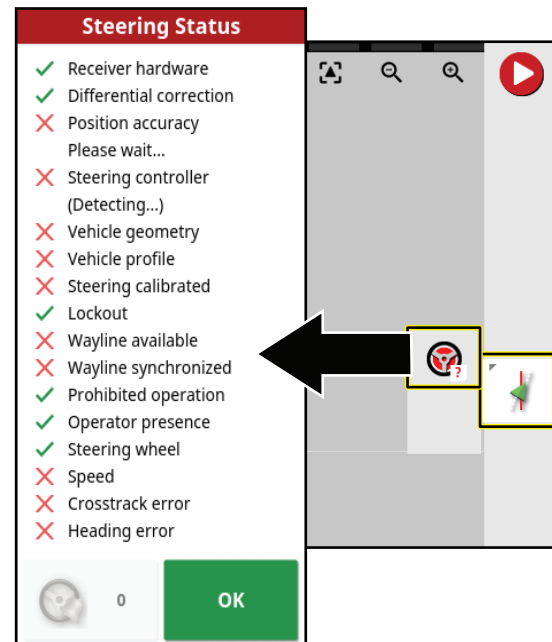 Steering Status
Receiver hardware
Differential correction
Position accuracy
Please wait...
Steering controller
(Detecting...)
Vehicle geometry
Vehicle profile
Steering calibrated
Lockout
Wayline available
Wayline synchronized
Prohibited operation
Operator presence
Steering wheel
Speed
Crosstrack error
Heading error
0
OK
?